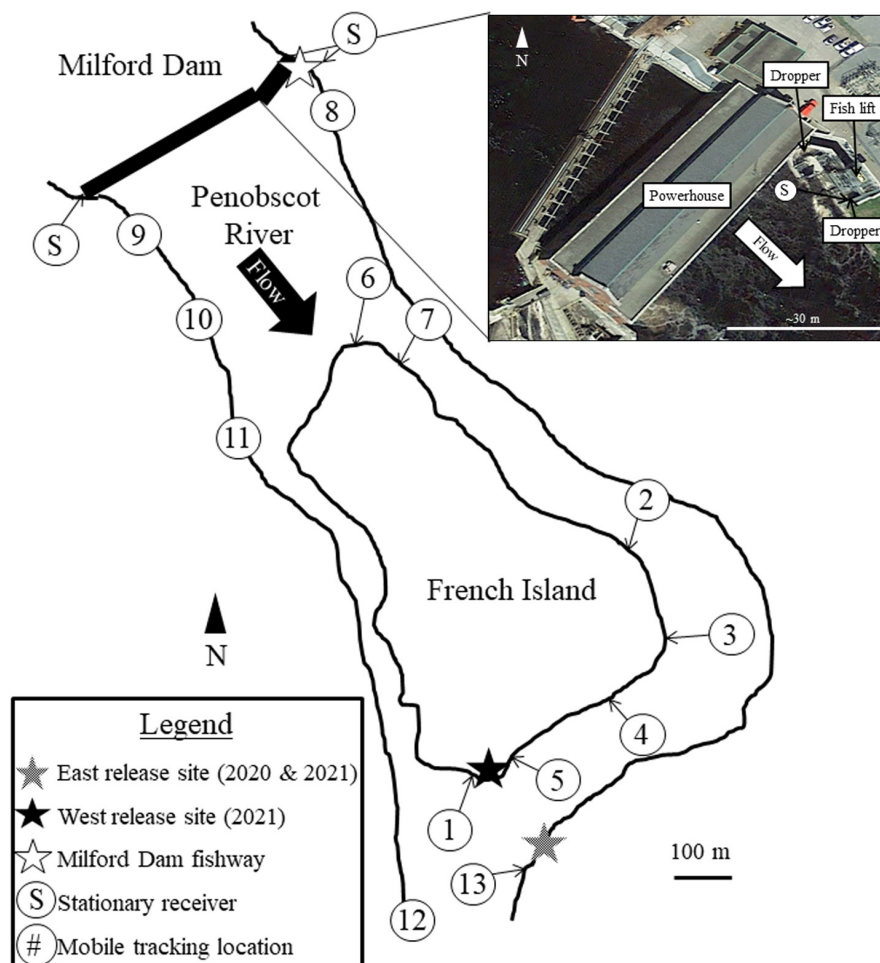 Milford Dam
S
8
Penobscot
River
Flow
S
9
10
11
6
7
N
Dropper
Fish lift
Powerhouse
S
Dropper
Flow
~30 m
2
French Island
3
4
5
1
13
12
N
100 m
Legend
East release site (2020 & 2021)
West release site (2021)
Milford Dam fishway
S Stationary receiver
# Mobile tracking location